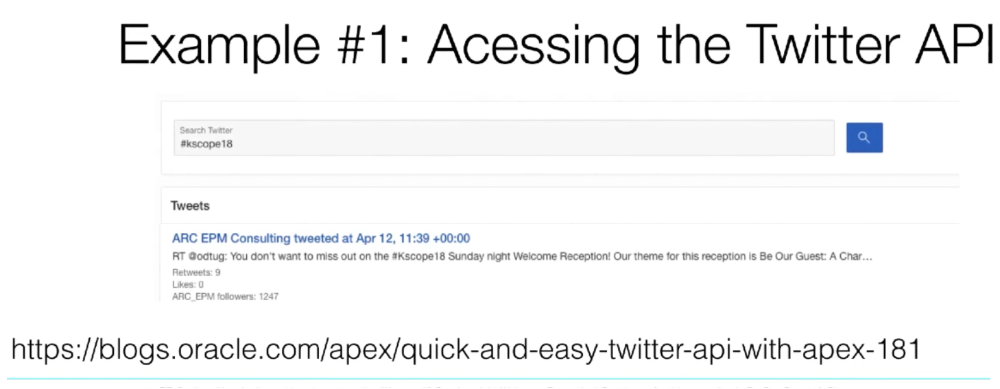 Example #1: Acessing the Twitter API
Search Twitter
#kscope18
Tweets
ARC EPM Consulting tweeted at Apr 12, 11:39 +00:00
RT @odtug: You don't want to miss out on the #Kscope18 Sunday night Welcome Reception! Our theme for this reception is Be Our Guest: A Char...
Retweets: 9
Likes: 0
ARC_EPM followers: 1247
https://blogs.oracle.com/apex/quick-and-easy-twitter-api-with-apex-181